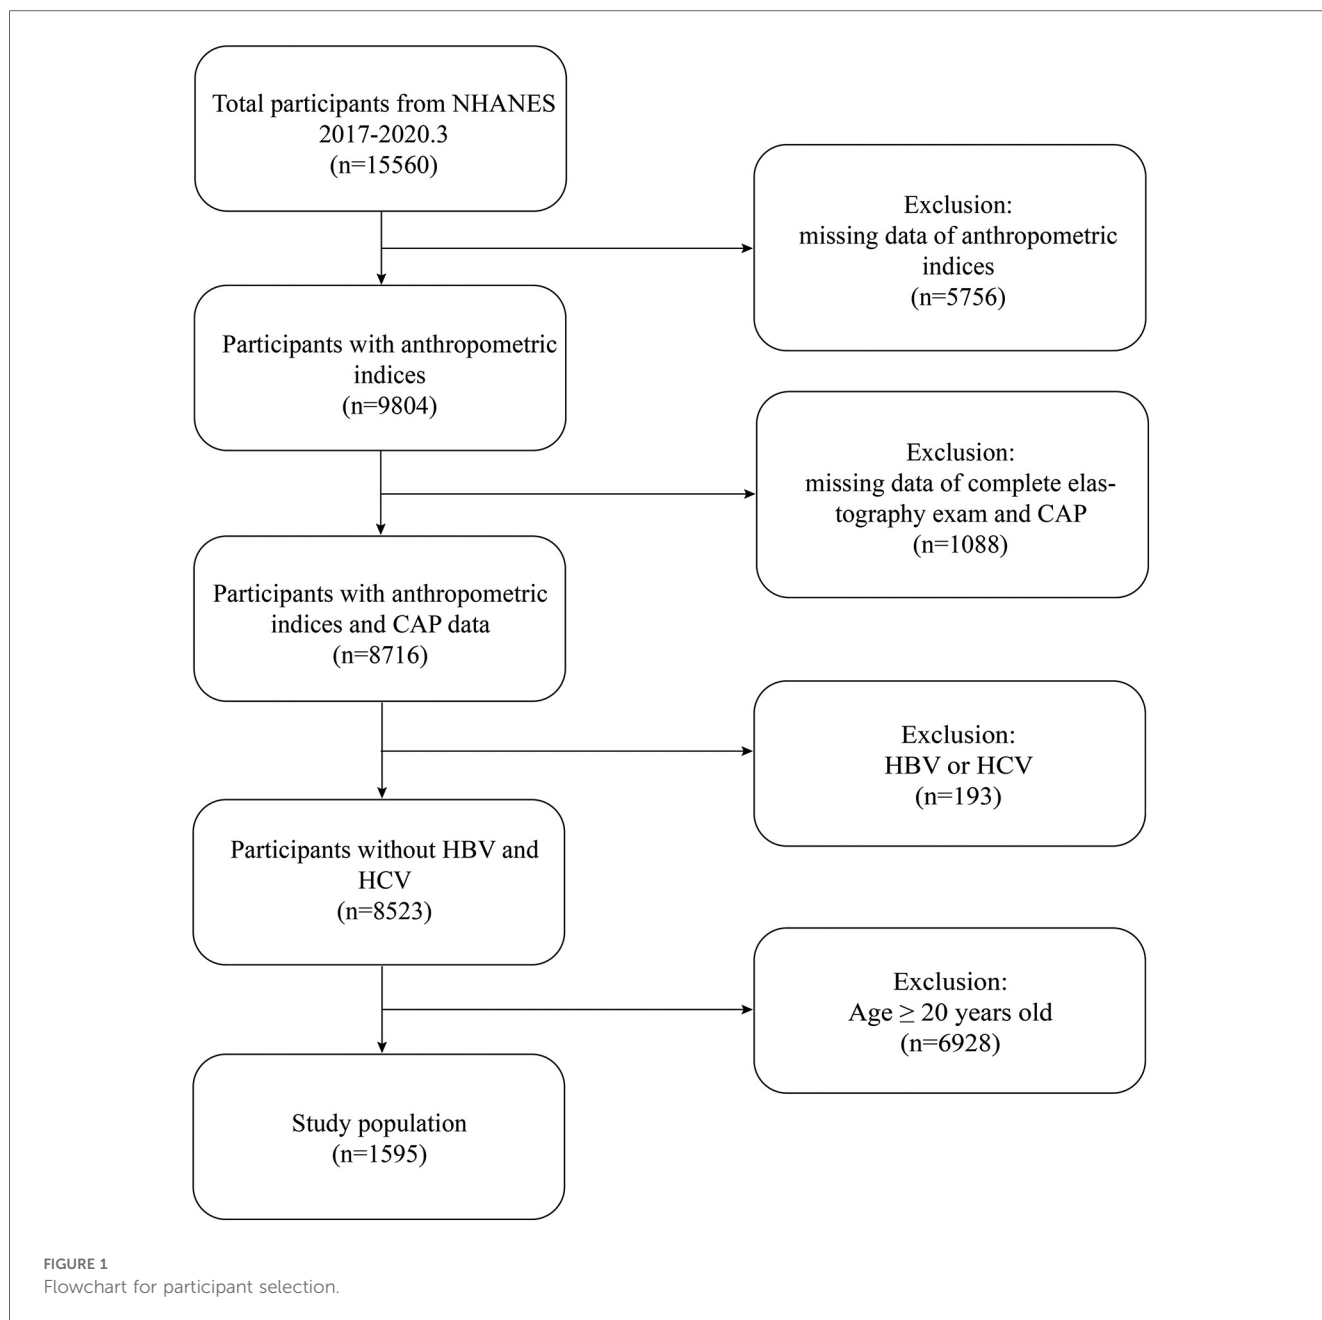 Total participants from NHANES
2017-2020.3
(n=15560)
Exclusion:
missing data of anthropometric
indices
(n=5756)
Participants with anthropometric
indices
(n=9804)
Exclusion:
missing data of complete elas-
tography exam and CAP
(n=1088)
Participants with anthropometric
indices and CAP data
(n=8716)
Exclusion:
HBV or HCV
(n=193)
Participants without HBV and
HCV
(n=8523)
Exclusion:
Age ≥ 20 years old
(n=6928)
Study population
(n=1595)
FIGURE 1
Flowchart for participant selection.